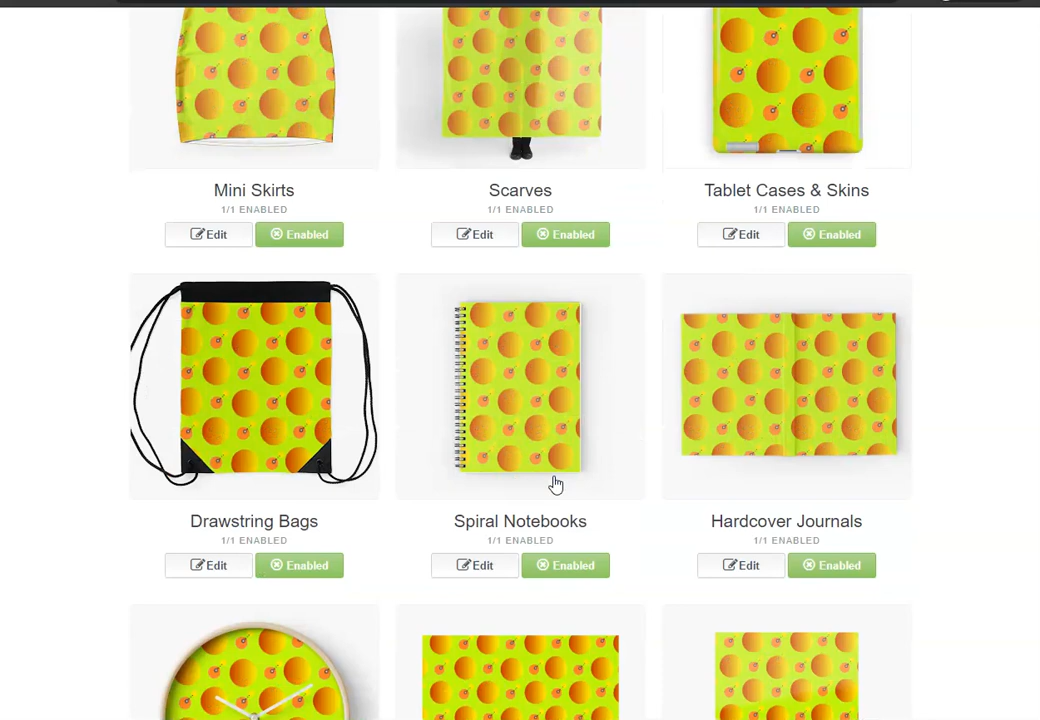 Mini Skirts
1/1 ENABLED
Edit
Enabled
Scarves
1/1 ENABLED
Edit
Enabled
Tablet Cases & Skins
1/1 ENABLED
Edit
Enabled
Drawstring Bags
1/1 ENABLED
Edit
Enabled
Spiral Notebooks
1/1 ENABLED
Edit
Enabled
Hardcover Journals
1/1 ENABLED
Edit
Enabled